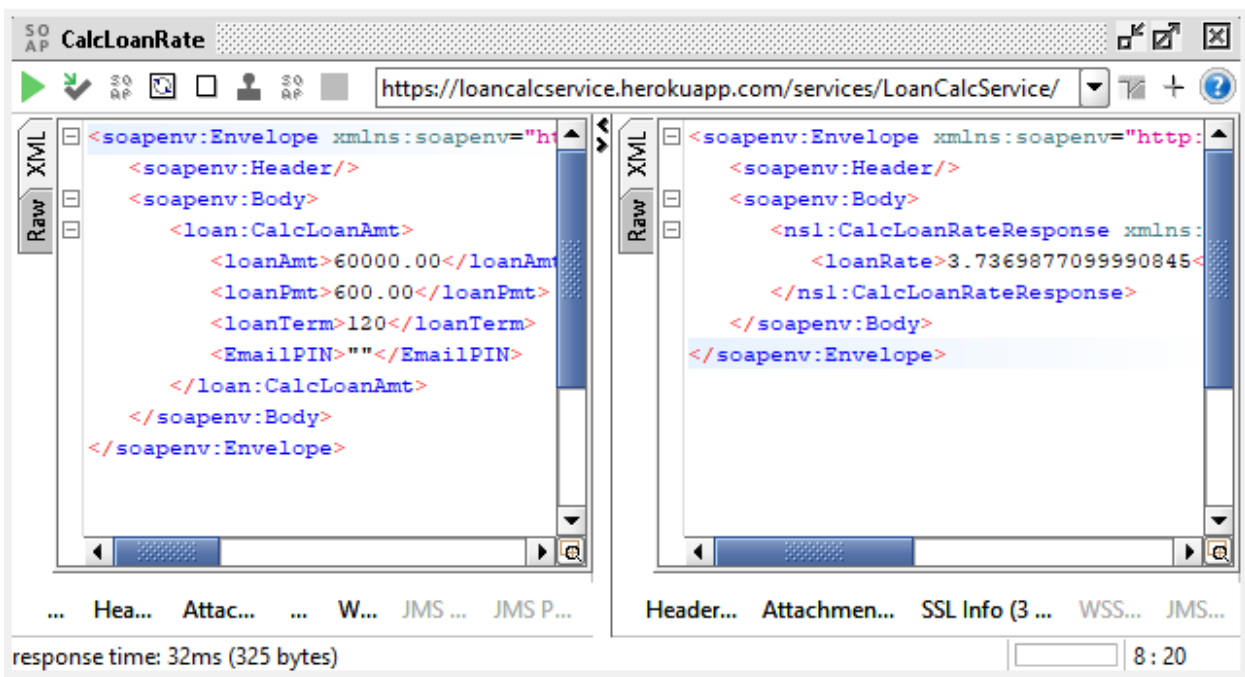 SO AP CalcLoanRate
SO AP SO AP https://loancalcservice.herokuapp.com/services/LoanCalcService/
XML
Raw
<soapenv:Envelope xmlns:soapenv="ht
<soapenv:Header/>
<soapenv:Body>
<loan:CalcLoanAmt>
<loanAmt>60000.00</loanAmt
<loanPmt>600.00</loanPmt>
<loanTerm>120</loanTerm>
<EmailPIN>""</EmailPIN>
</loan:CalcLoanAmt>
</soapenv:Body>
</soapenv:Envelope>
XML
Raw
<soapenv:Envelope xmlns:soapenv="http:
<soapenv:Header/>
<soapenv:Body>
<ns1:CalcLoanRateResponse xmlns:
<loanRate>3.7369877099990845<
</ns1:CalcLoanRateResponse>
</soapenv:Body>
</soapenv:Envelope>
... Hea... Attac... ... W... JMS ... JMS P...
Header... Attachmen... SSL Info (3 ... WSS... JMS...
response time: 32ms (325 bytes)
8 : 20